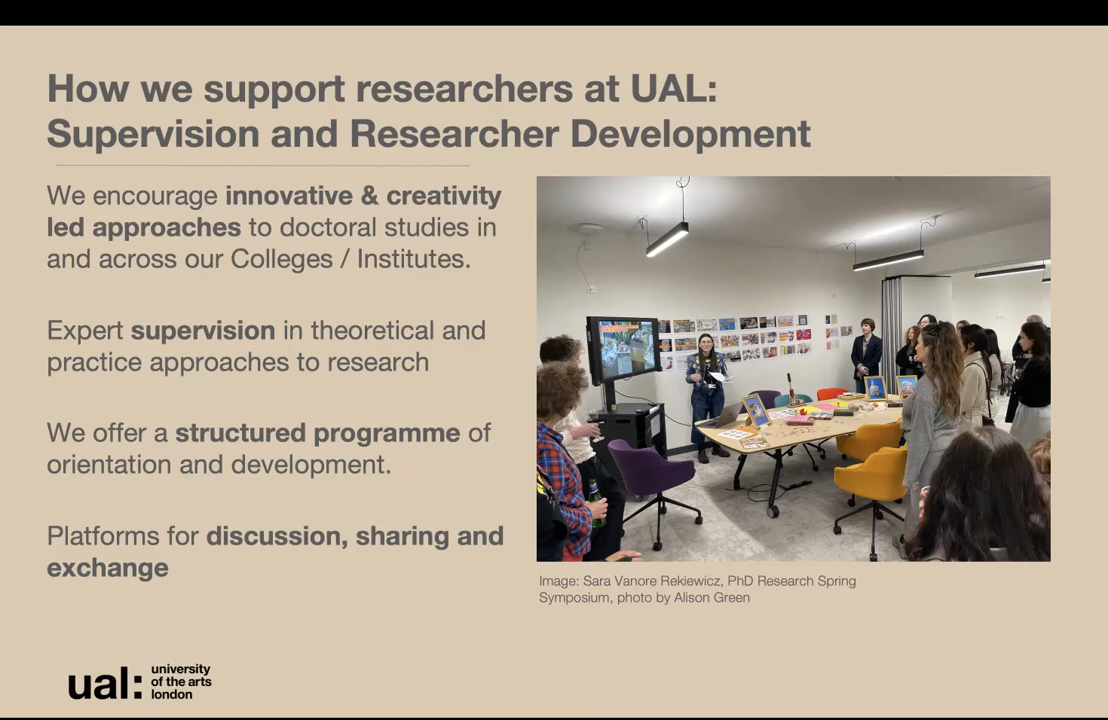 How we support researchers at UAL:
Supervision and Researcher Development
We encourage innovative & creativity
led approaches to doctoral studies in
and across our Colleges / Institutes.
Expert supervision in theoretical and
practice approaches to research
We offer a structured programme of
orientation and development.
Platforms for discussion, sharing and
exchange
Image: Sara Vanore Rekiewicz, PhD Research Spring
Symposium, photo by Alison Green
ual:
university
of the arts
london